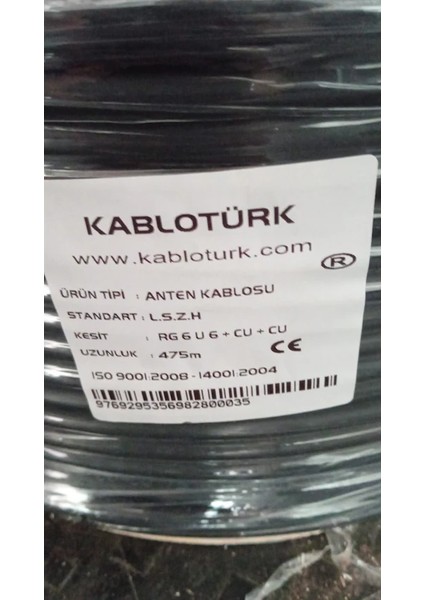 KABLOTÜRK
www.kabloturk.com
®
ÜRÜN TİPİ : ANTEN KABLOSU
STANDART : L.S.Z.H
KESİT : RG 6 U 6 + CU + CU
UZUNLUK : 475m CE
ISO 9001:2008 - 14001:2004
9769295356982800035